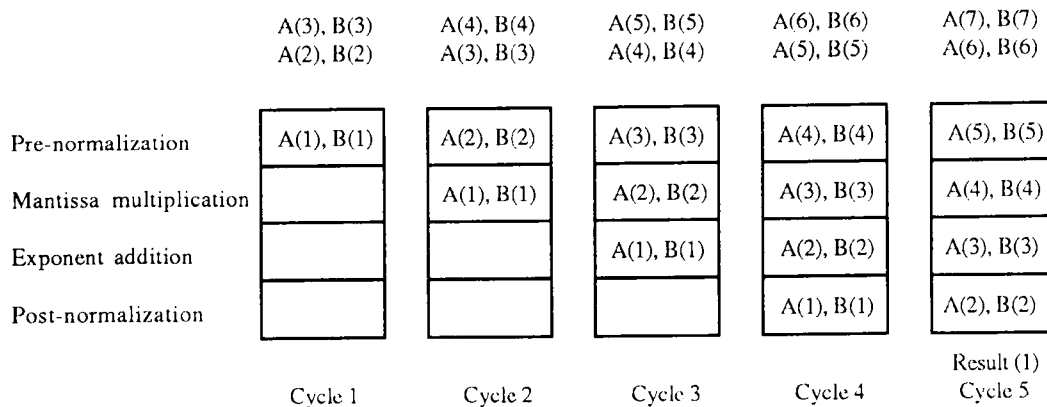 A(3), B(3) A(4), B(4) A(5), B(5) A(6), B(6) A(7), B(7)
A(2), B(2) A(3), B(3) A(4), B(4) A(5), B(5) A(6), B(6)
Pre-normalization A(1), B(1) A(2), B(2) A(3), B(3) A(4), B(4) A(5), B(5)
Mantissa multiplication A(1), B(1) A(2), B(2) A(3), B(3) A(4), B(4)
Exponent addition A(1), B(1) A(2), B(2) A(3), B(3)
Post-normalization A(1), B(1) A(2), B(2)
Result (1)
Cycle 1 Cycle 2 Cycle 3 Cycle 4 Cycle 5